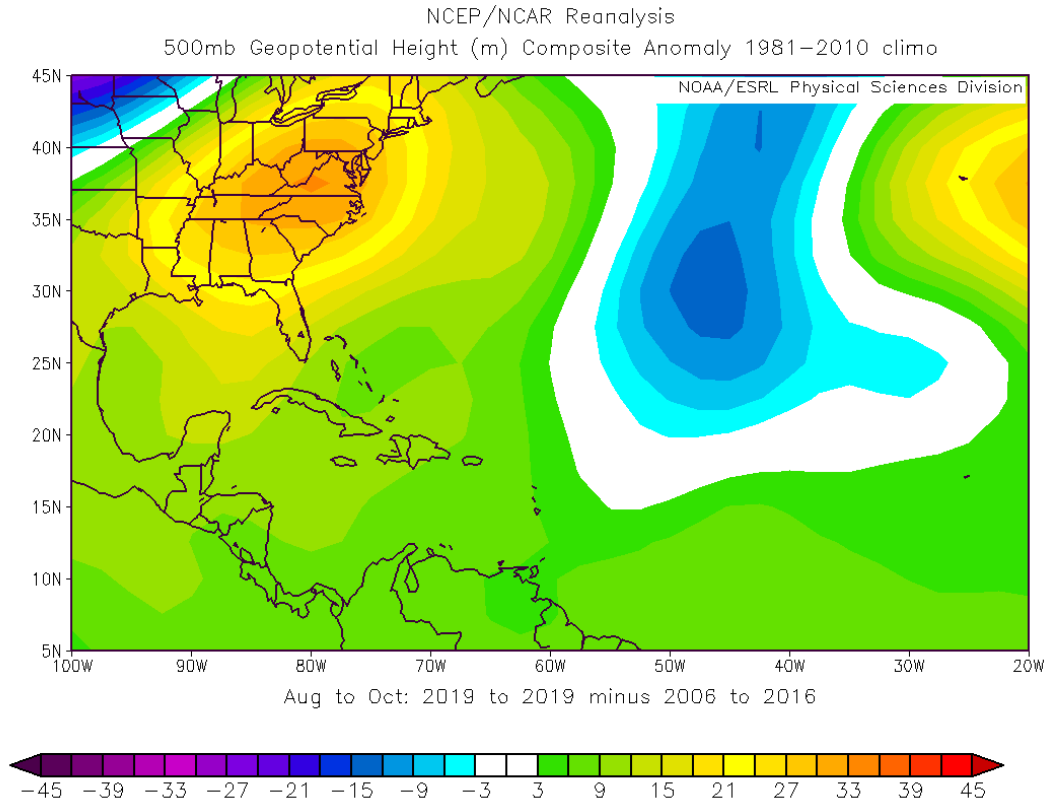 NCEP/NCAR Reanalysis
500mb Geopotential Height (m) Composite Anomaly 1981−2010 climo
NOAA/ESRL Physical Sciences Division
45N
40N
35N
30N
25N
20N
15N
10N
5N
100W 90W 80W 70W 60W 50W 40W 30W 20W
Aug to Oct: 2019 to 2019 minus 2006 to 2016
−45 −39 −33 −27 −21 −15 −9 −3 3 9 15 21 27 33 39 45